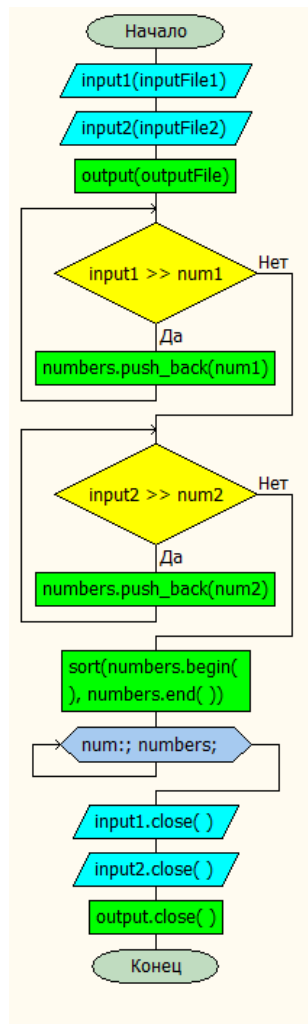 Начало
input1(inputFile1)
input2(inputFile2)
output(outputFile)
input1 >> num1
Нет
Да
numbers.push_back(num1)
input2 >> num2
Нет
Да
numbers.push_back(num2)
sort(numbers.begin(
), numbers.end( ))
num:; numbers;
input1.close( )
input2.close( )
output.close( )
Конец